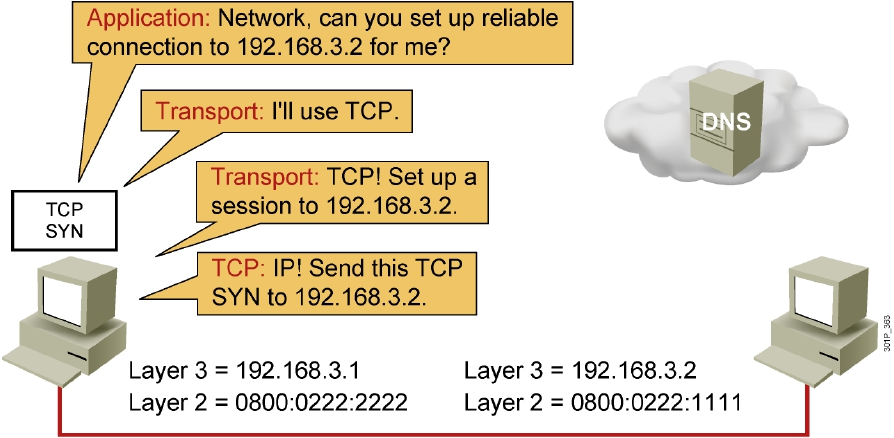 Application: Network, can you set up reliable
connection to 192.168.3.2 for me?
Transport: I'll use TCP.
DNS
Transport: TCP! Set up a
session to 192.168.3.2.
TCP
SYN
TCP: IP! Send this TCP
SYN to 192.168.3.2.
301P_383
Layer 3 = 192.168.3.1
Layer 2 = 0800:0222:2222
Layer 3 = 192.168.3.2
Layer 2 = 0800:0222:1111